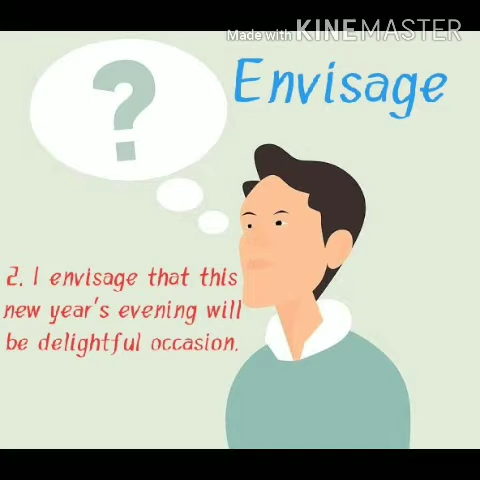 Made with KINEMASTER
Envisage
?
2. I envisage that this
new year's evening will
be delightful occasion.